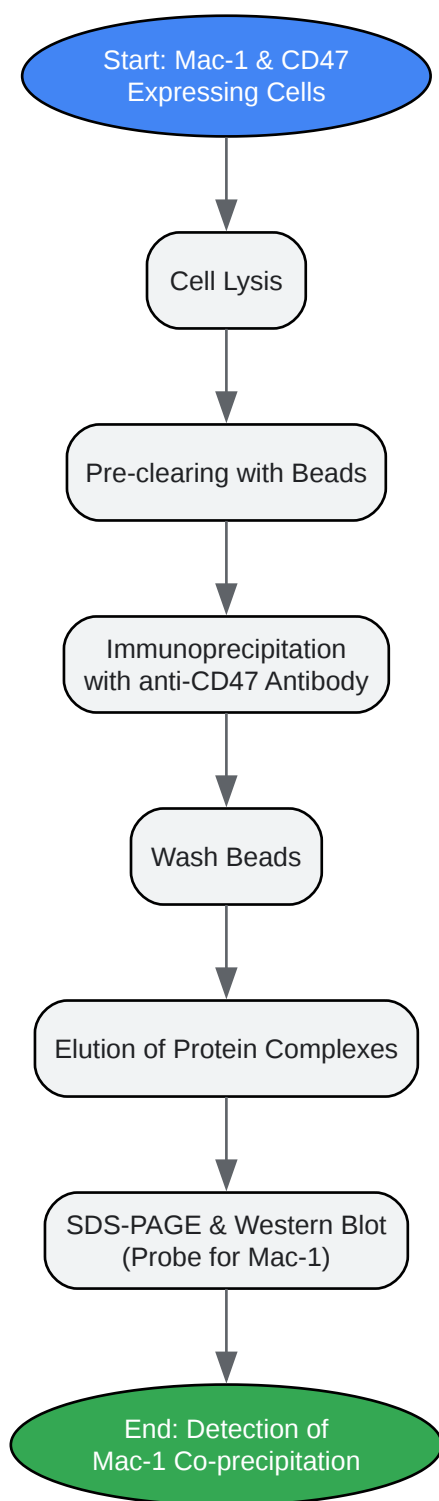 Start: Mac-1 & CD47
Expressing Cells
Cell Lysis
Pre-clearing with Beads
Immunoprecipitation
with anti-CD47 Antibody
Wash Beads
Elution of Protein Complexes
SDS-PAGE & Western Blot
(Probe for Mac-1)
End: Detection of
Mac-1 Co-precipitation